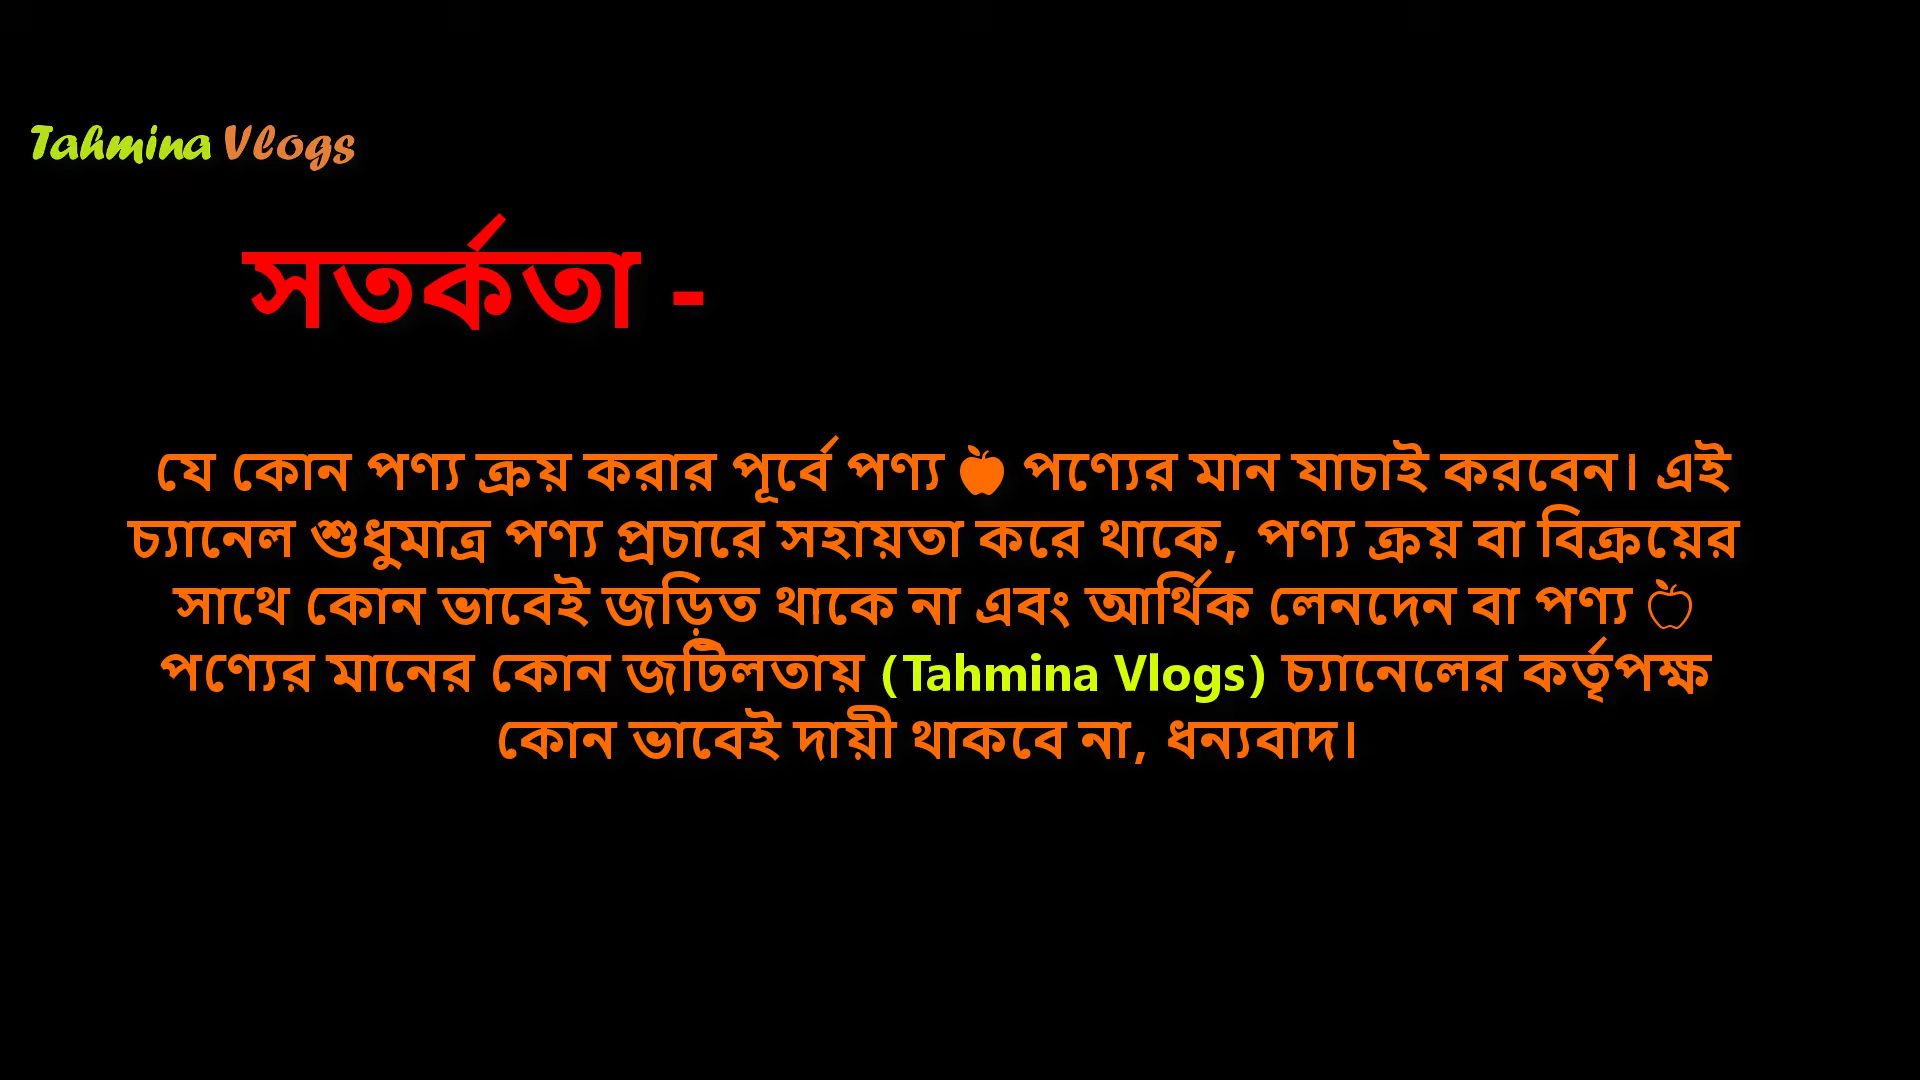 Tahmina Vlogs
সতর্কতা -
যে কোন পণ্য ক্রয় করার পূর্বে পণ্য 🍎 পণ্যের মান যাচাই করবেন। এই
চ্যানেল শুধুমাত্র পণ্য প্রচারে সহায়তা করে থাকে, পণ্য ক্রয় বা বিক্রয়ের
সাথে কোন ভাবেই জড়িত থাকে না এবং আর্থিক লেনদেন বা পণ্য 🍎
পণ্যের মানের কোন জটিলতায় (Tahmina Vlogs) চ্যানেলের কর্তৃপক্ষ
কোন ভাবেই দায়ী থাকবে না, ধন্যবাদ।